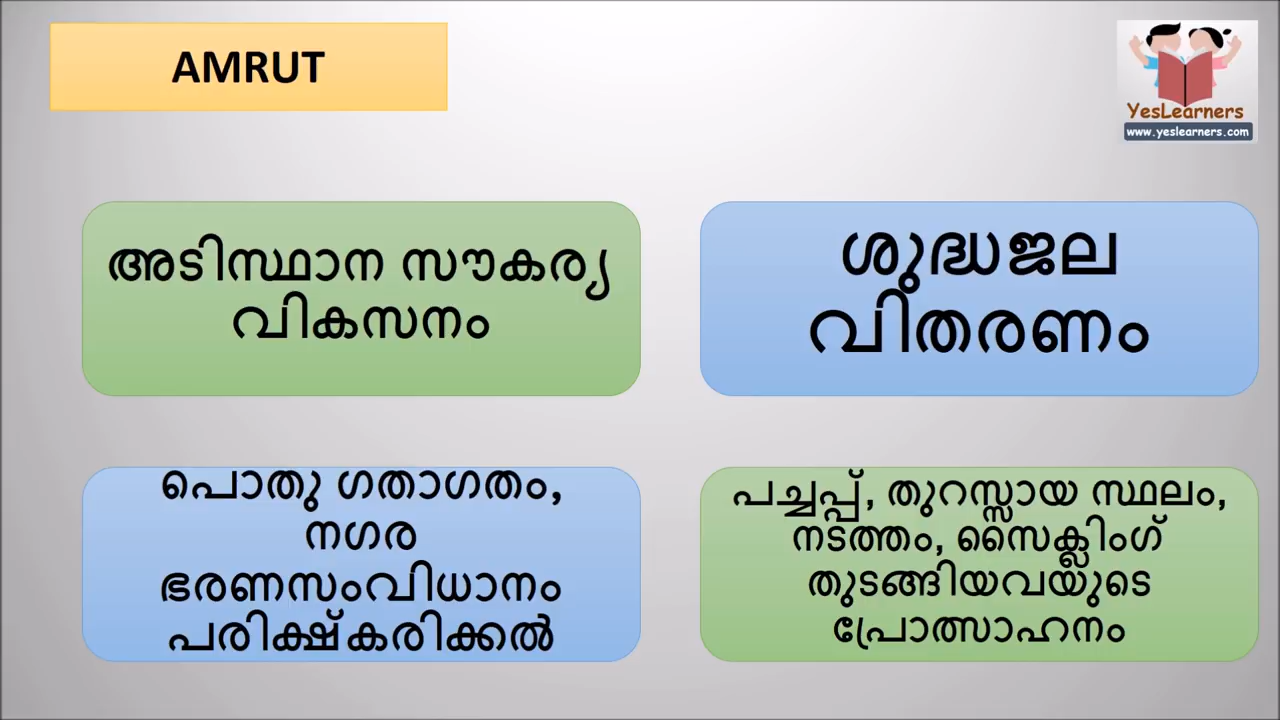 AMRUT
YesLearners
www.yeslearners.com
അടിസ്ഥാന സൗകര്യ
വികസനം
ശുദ്ധജല
വിതരണം
പൊതു ഗതാഗതം,
നഗര
ഭരണസംവിധാനം
പരിക്ഷ്കരിക്കൽ
പച്ചപ്പ്, തുറസ്സായ സ്ഥലം,
നടത്തം, സൈക്ലിംഗ്
തുടങ്ങിയവയുടെ
പ്രോത്സാഹനം